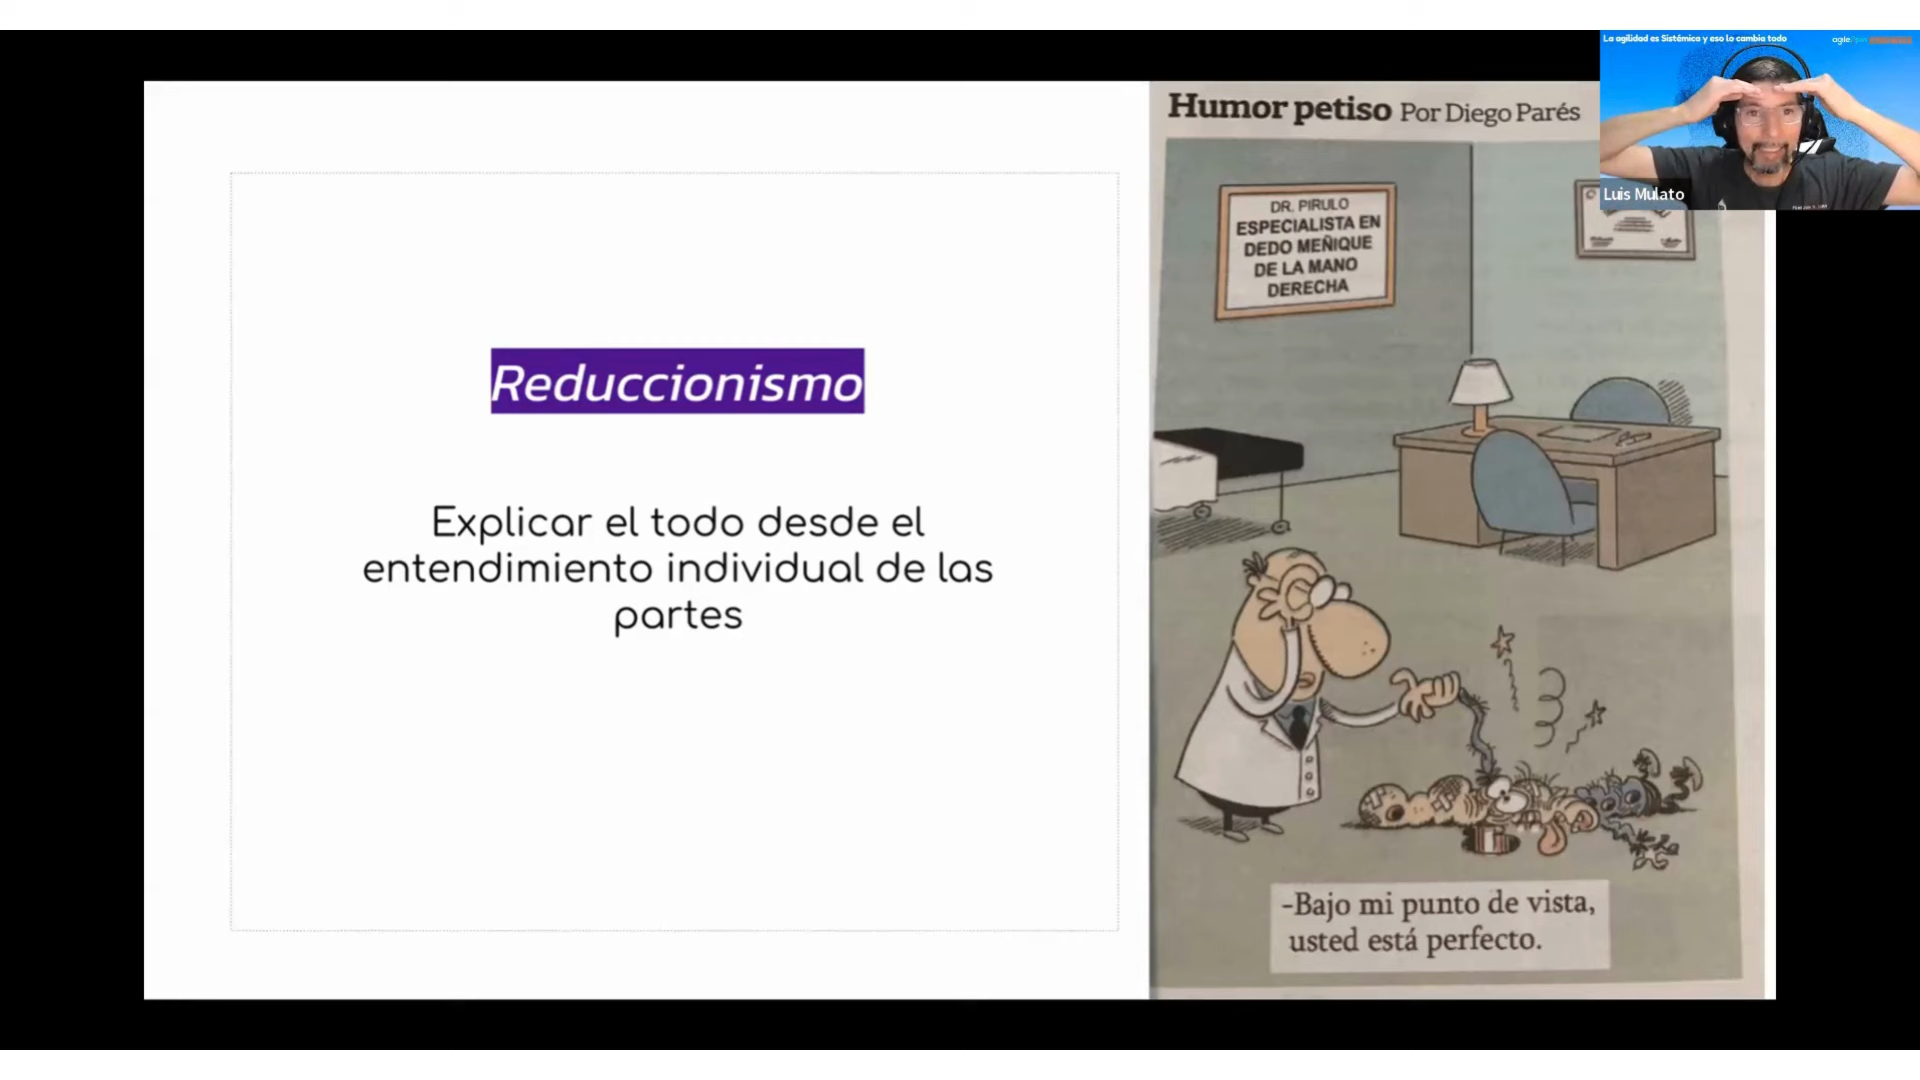 La agilidad es Sistémica y eso lo cambia todo
agile
Luis Mulato
Reduccionismo
Explicar el todo desde el
entendimiento individual de las
partes
Humor petiso Por Diego Parés
DR. PIRULO
ESPECIALISTA EN
DEDO MEÑIQUE
DE LA MANO
DERECHA
-Bajo mi punto de vista,
usted está perfecto.